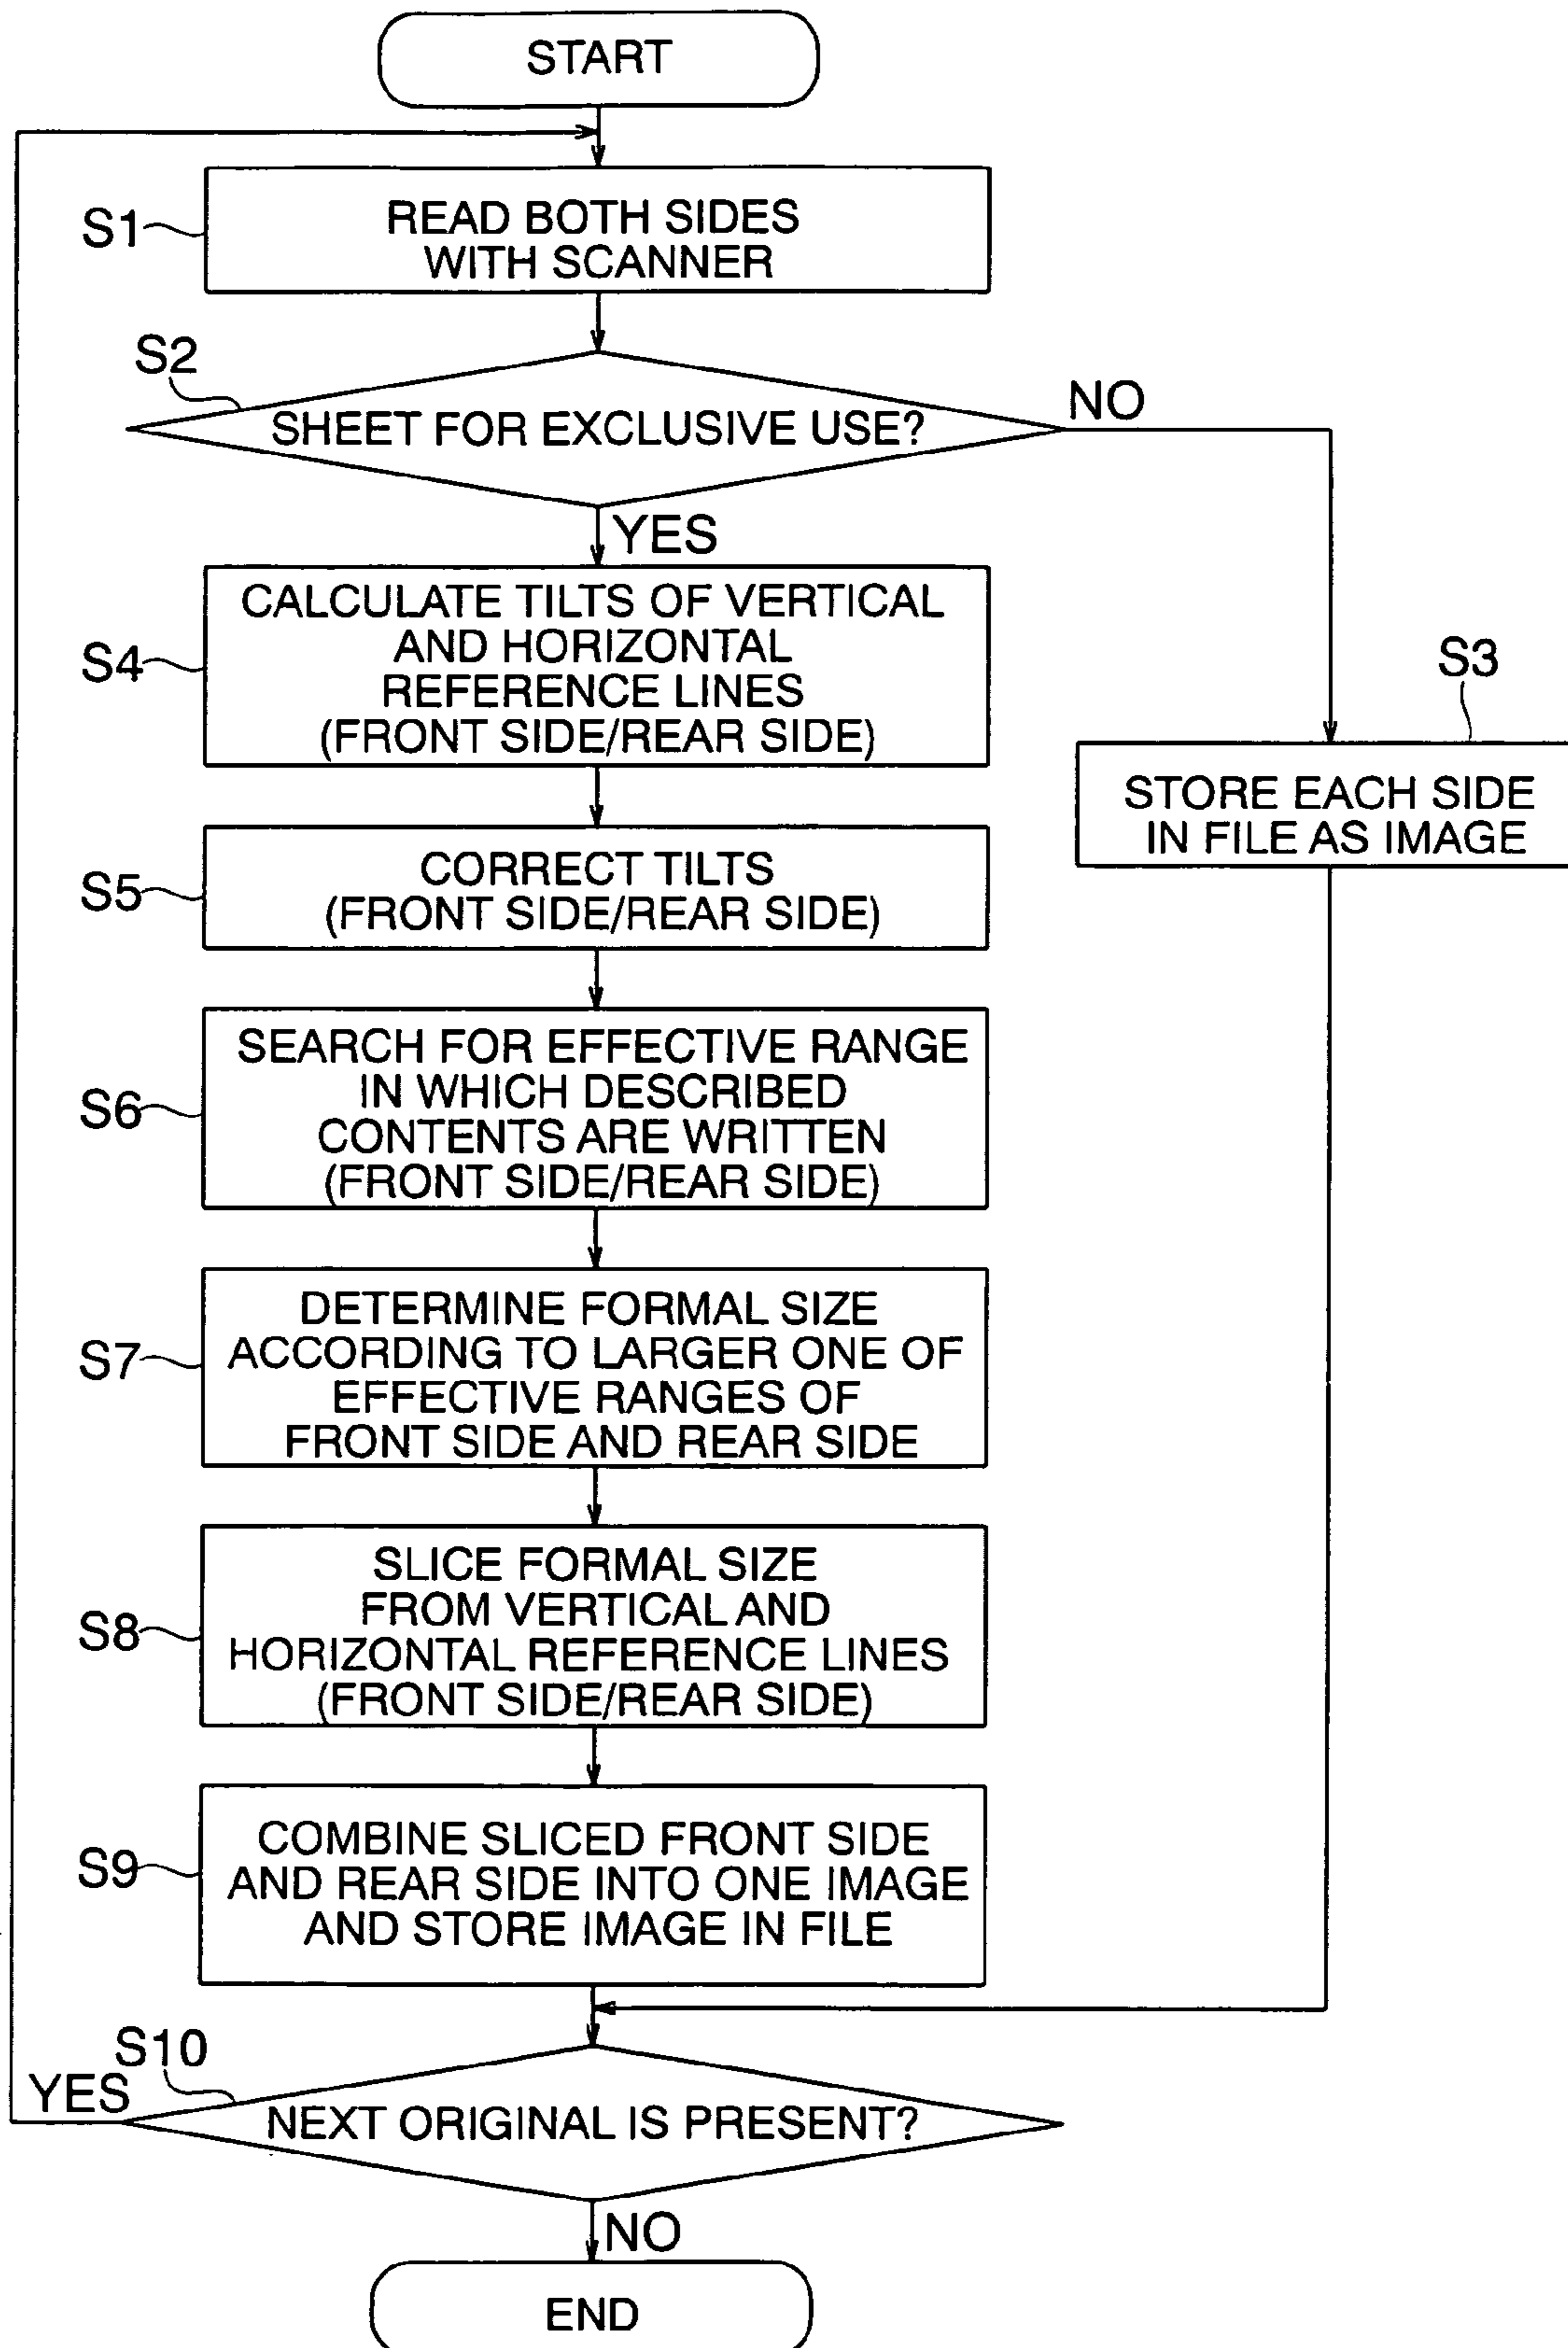 START
S1
READ BOTH SIDES
WITH SCANNER
S2
SHEET FOR EXCLUSIVE USE?
NO
YES
S4
CALCULATE TILTS OF VERTICAL
AND HORIZONTAL
REFERENCE LINES
(FRONT SIDE/REAR SIDE)
S3
STORE EACH SIDE
IN FILE AS IMAGE
S5
CORRECT TILTS
(FRONT SIDE/REAR SIDE)
S6
SEARCH FOR EFFECTIVE RANGE
IN WHICH DESCRIBED
CONTENTS ARE WRITTEN
(FRONT SIDE/REAR SIDE)
S7
DETERMINE FORMAL SIZE
ACCORDING TO LARGER ONE OF
EFFECTIVE RANGES OF
FRONT SIDE AND REAR SIDE
S8
SLICE FORMAL SIZE
FROM VERTICAL AND
HORIZONTAL REFERENCE LINES
(FRONT SIDE/REAR SIDE)
S9
COMBINE SLICED FRONT SIDE
AND REAR SIDE INTO ONE IMAGE
AND STORE IMAGE IN FILE
S10
YES
NEXT ORIGINAL IS PRESENT?
NO
END